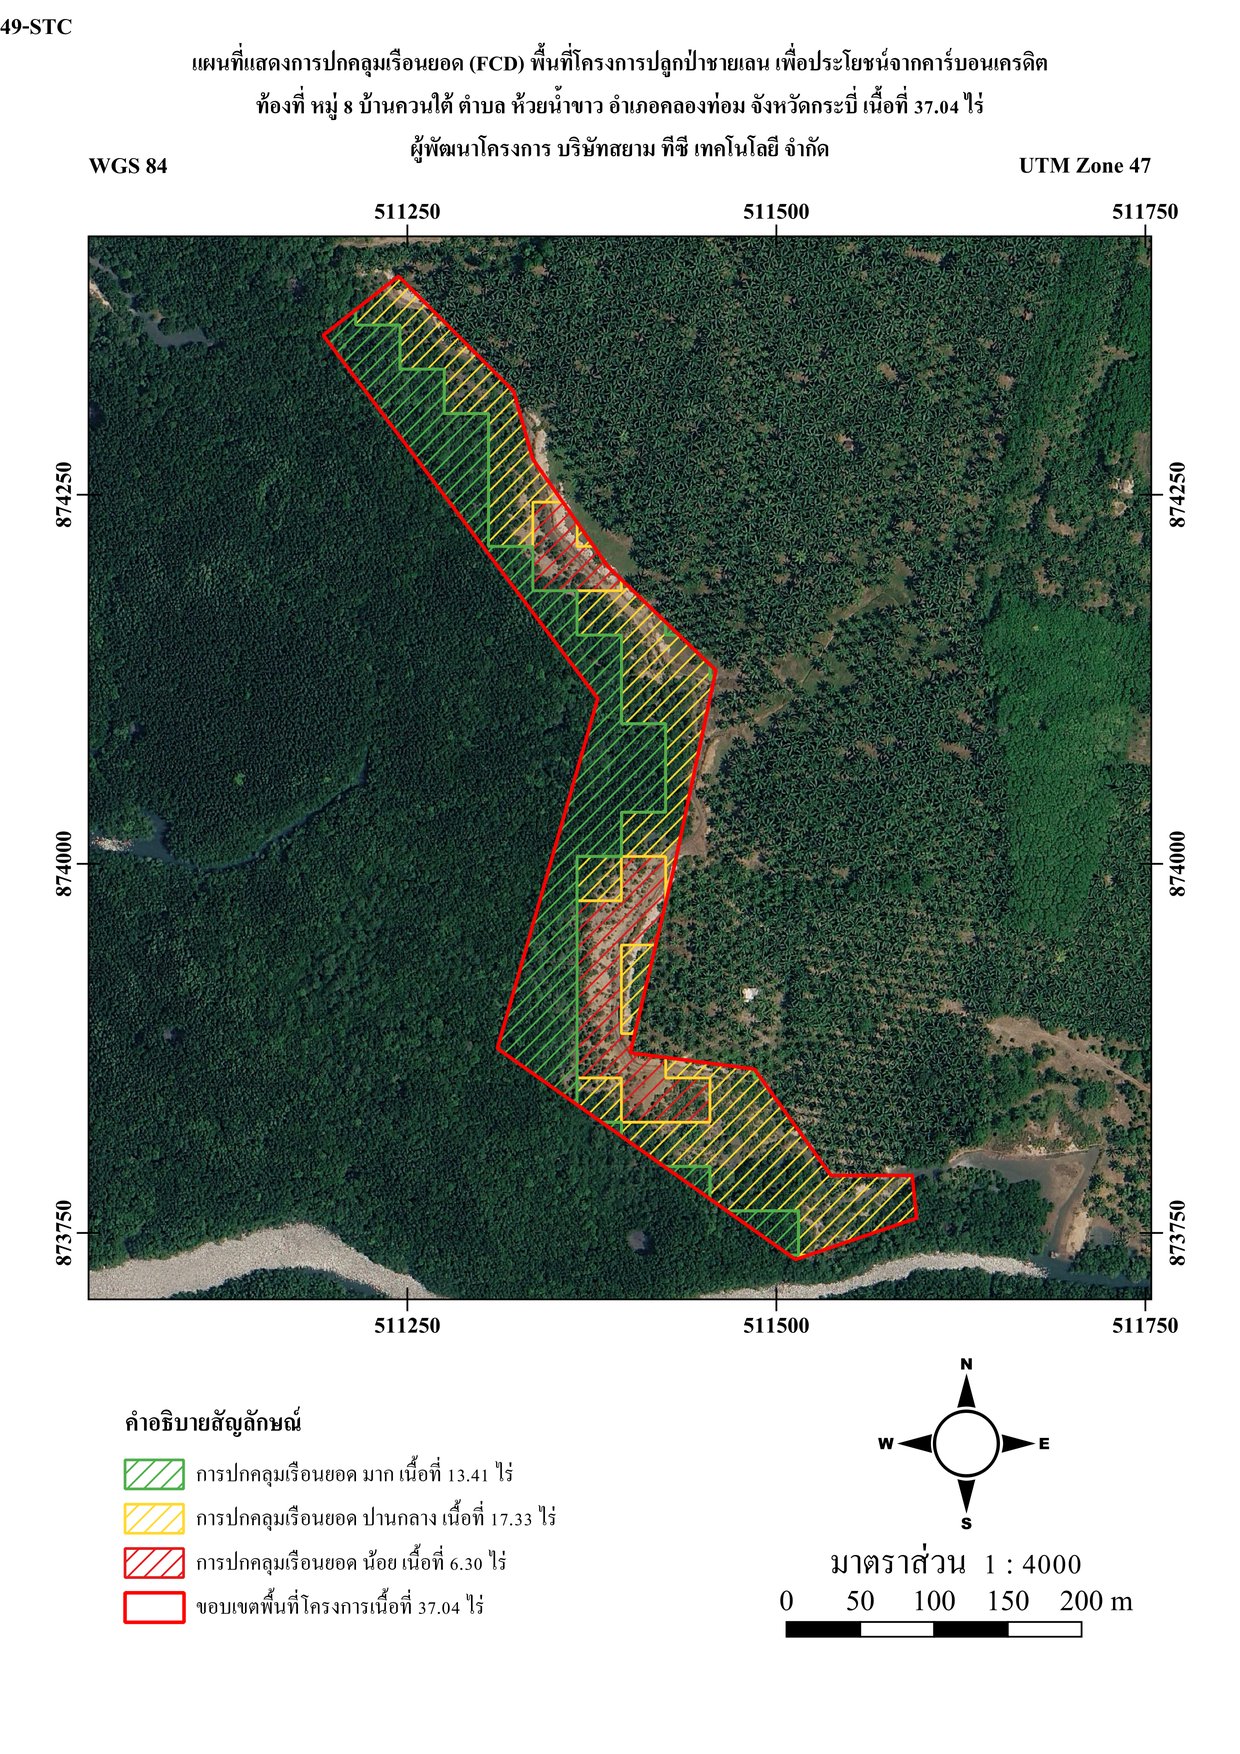 49-STC
แผนที่แสดงการปกคลุมเรือนยอด (FCD) พื้นที่โครงการปลูกป่าชายเลน เพื่อประโยชน์จากคาร์บอนเครดิต
ท้องที่ หมู่ 8 บ้านควนใต้ ตำบล ห้วยน้ำขาว อำเภอคลองท่อม จังหวัดกระบี่ เนื้อที่ 37.04 ไร่
ผู้พัฒนาโครงการ บริษัทสยาม ทีซี เทคโนโลยี จำกัด
WGS 84
UTM Zone 47
511250 511500 511750
874250 874250
874000 874000
873750 873750
511250 511500 511750
N
W E
S
คำอธิบายสัญลักษณ์
การปกคลุมเรือนยอด มาก เนื้อที่ 13.41 ไร่
การปกคลุมเรือนยอด ปานกลาง เนื้อที่ 17.33 ไร่
การปกคลุมเรือนยอด น้อย เนื้อที่ 6.30 ไร่
ขอบเขตพื้นที่โครงการเนื้อที่ 37.04 ไร่
มาตราส่วน 1 : 4000
0 50 100 150 200 m